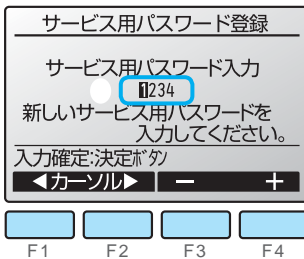 サービス用パスワード登録
サービス用パスワード入力
1234
新しいサービス用パスワードを
入力してください。
入力確定:決定ボタン
◀カーソル▶ － ＋
F1 F2 F3 F4